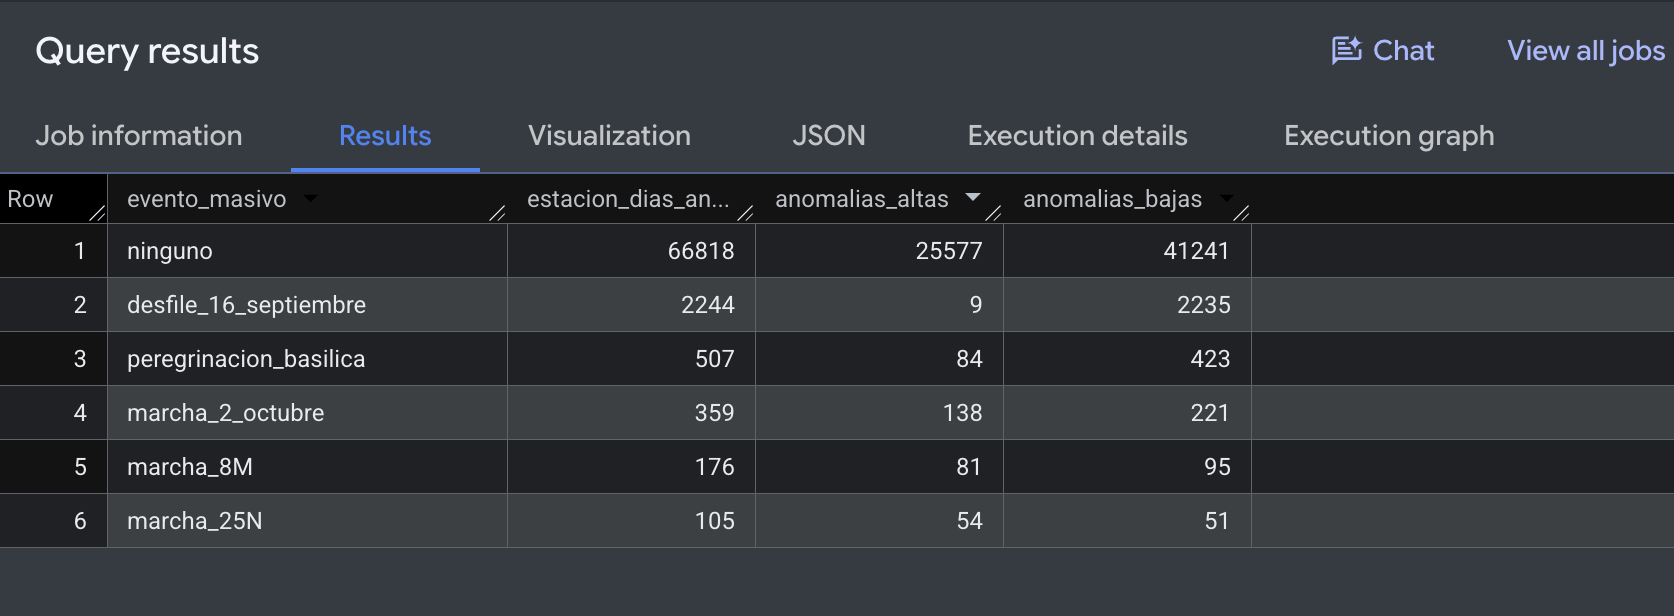 Query results
Chat
View all jobs
Job information Results Visualization JSON Execution details Execution graph
Row evento_masivo estacion_dias_an... anomalias_altas anomalias_bajas
1 ninguno 66818 25577 41241
2 desfile_16_septiembre 2244 9 2235
3 peregrinacion_basilica 507 84 423
4 marcha_2_octubre 359 138 221
5 marcha_8M 176 81 95
6 marcha_25N 105 54 51